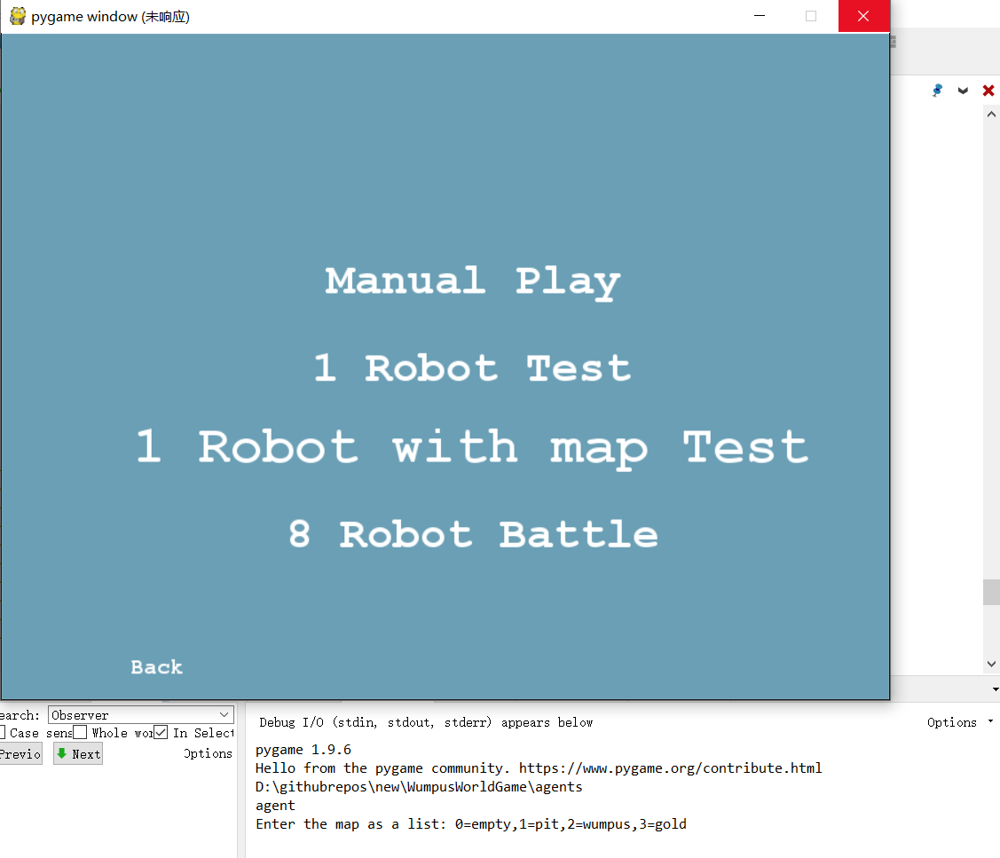 pygame window (未响应)
Manual Play
1 Robot Test
1 Robot with map Test
8 Robot Battle
Back
earch: Observer
Case sens Whole wor In Select
Previo Next Options
Debug I/O (stdin, stdout, stderr) appears below
Options
pygame 1.9.6
Hello from the pygame community. https://www.pygame.org/contribute.html
D:\githubrepos\new\WumpusWorldGame\agents
agent
Enter the map as a list: 0=empty,1=pit,2=wumpus,3=gold